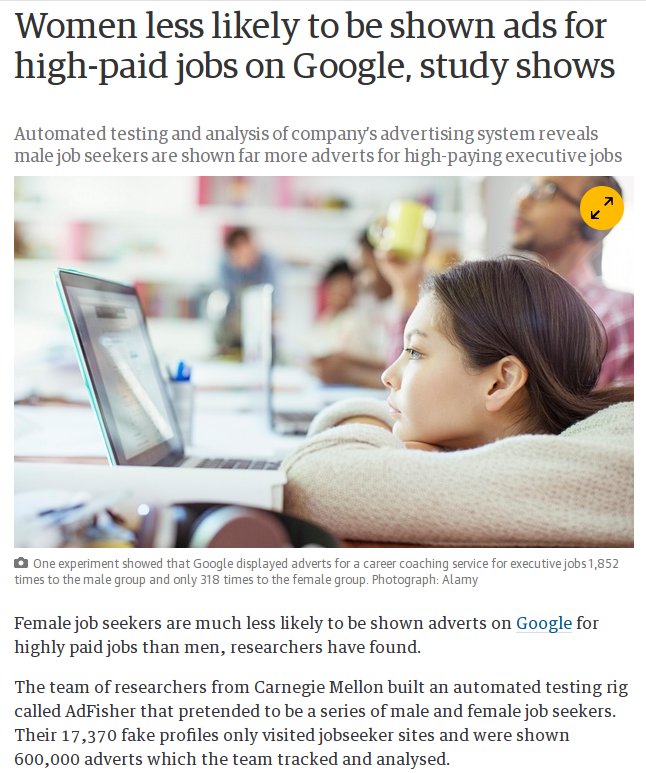 Women less likely to be shown ads for
high-paid jobs on Google, study shows
Automated testing and analysis of company's advertising system reveals
male job seekers are shown far more adverts for high-paying executive jobs
One experiment showed that Google displayed adverts for a career coaching service for executive jobs 1,852
times to the male group and only 318 times to the female group. Photograph: Alamy
Female job seekers are much less likely to be shown adverts on Google for
highly paid jobs than men, researchers have found.
The team of researchers from Carnegie Mellon built an automated testing rig
called AdFisher that pretended to be a series of male and female job seekers.
Their 17,370 fake profiles only visited jobseeker sites and were shown
600,000 adverts which the team tracked and analysed.